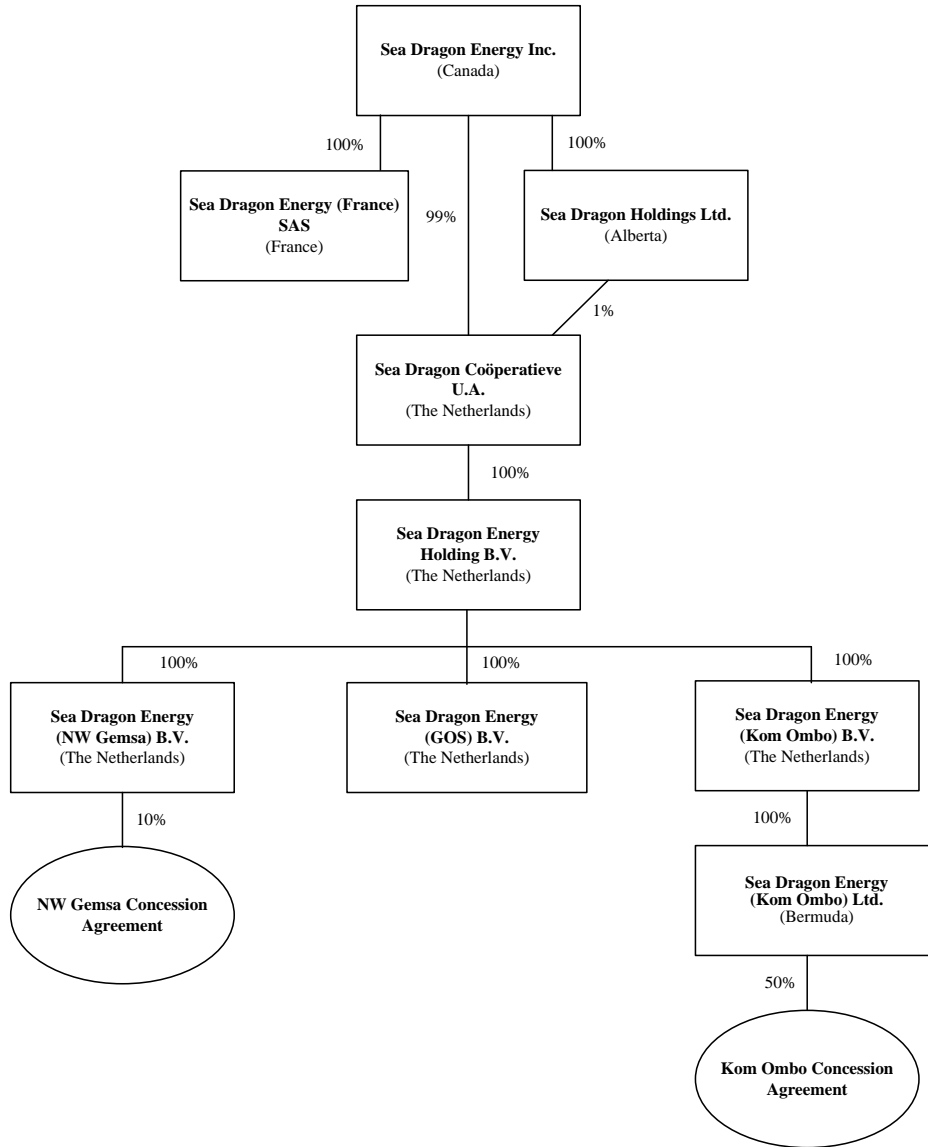 Sea Dragon Energy Inc.
(Canada)
100%
100%
Sea Dragon Energy (France)
SAS
(France)
99%
Sea Dragon Holdings Ltd.
(Alberta)
1%
Sea Dragon Coöperatieve
U.A.
(The Netherlands)
100%
Sea Dragon Energy
Holding B.V.
(The Netherlands)
100%
100%
100%
Sea Dragon Energy
(NW Gemsa) B.V.
(The Netherlands)
Sea Dragon Energy
(GOS) B.V.
(The Netherlands)
Sea Dragon Energy
(Kom Ombo) B.V.
(The Netherlands)
10%
100%
NW Gemsa Concession
Agreement
Sea Dragon Energy
(Kom Ombo) Ltd.
(Bermuda)
50%
Kom Ombo Concession
Agreement